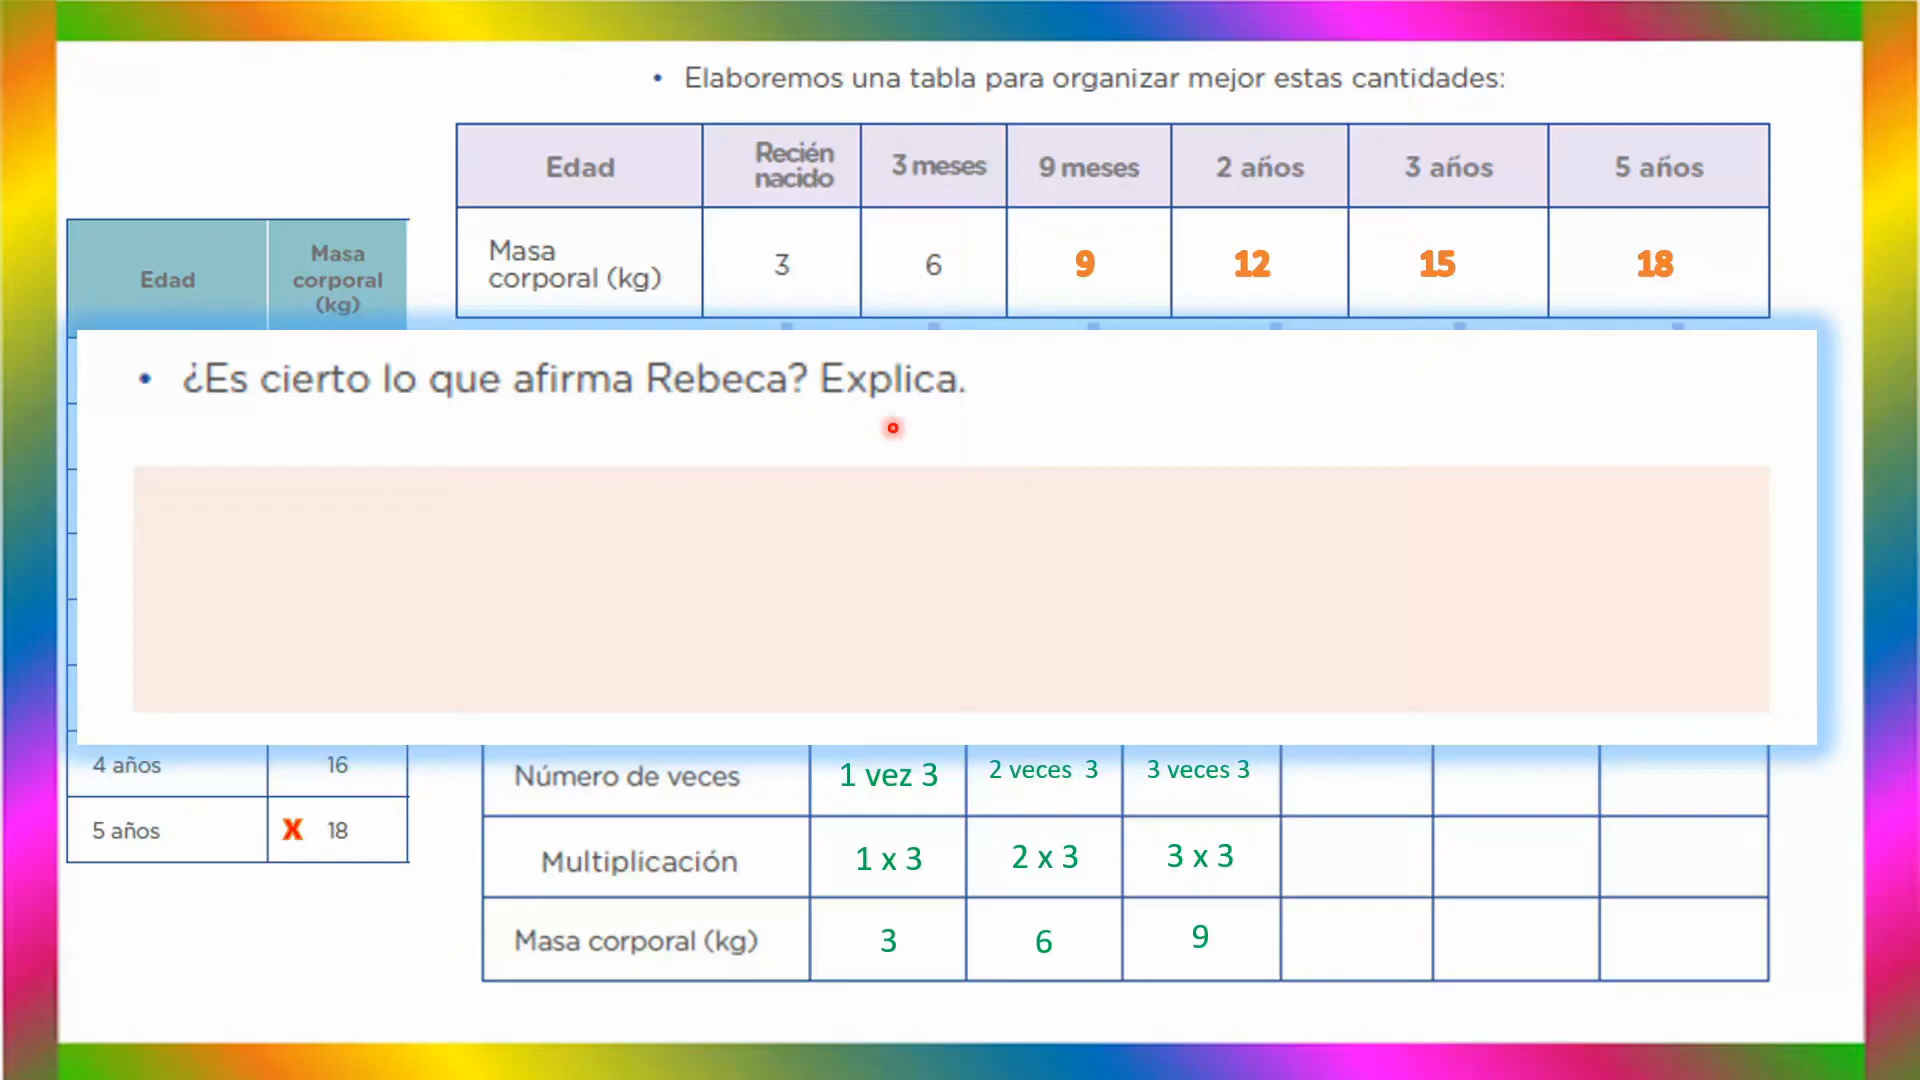 • Elaboremos una tabla para organizar mejor estas cantidades:
Edad Recién nacido 3 meses 9 meses 2 años 3 años 5 años
Masa corporal (kg) 3 6 9 12 15 18
Edad Masa corporal (kg)
• ¿Es cierto lo que afirma Rebeca? Explica.
4 años 16
5 años X 18
Número de veces 1 vez 3 2 veces 3 3 veces 3
Multiplicación 1 x 3 2 x 3 3 x 3
Masa corporal (kg) 3 6 9